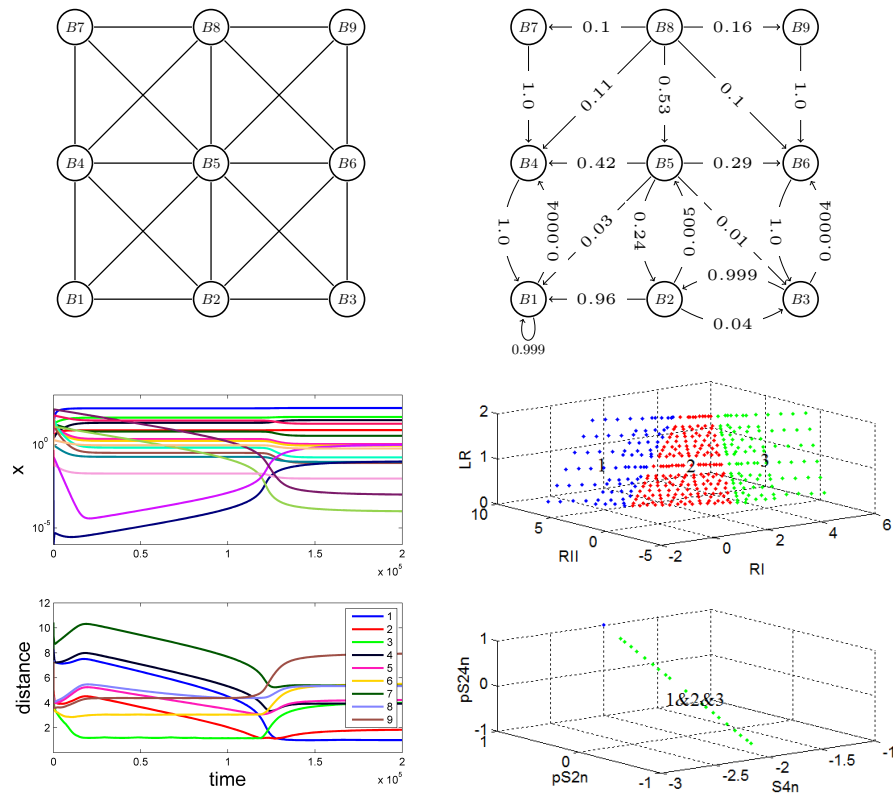 B7 B8 B9
B4 B5 B6
B1 B2 B3
B7 0.1 B8 0.16 B9
1.0 0.11 0.53 0.1 1.0
B4 0.42 B5 0.29 B6
1.0 0.0004 0.03 0.24 0.005 0.01 1.0 0.0004
0.999
B1 0.96 B2 B3
0.04
0.999
x
10^0
10^-5
0 0.5 1 1.5 2
x 10^5
LR
2
1
0
10 5 0 -5
RII
-2 0 2 4 6
RI
1 2 3
distance
12
10
8
6
4
2
0 0.5 1 1.5 2
time
x 10^5
1
2
3
4
5
6
7
8
9
pS24n
1
0
-1
1 0 -1
pS2n
-3 -2.5 -2 -1.5 -1
S4n
1&2&3